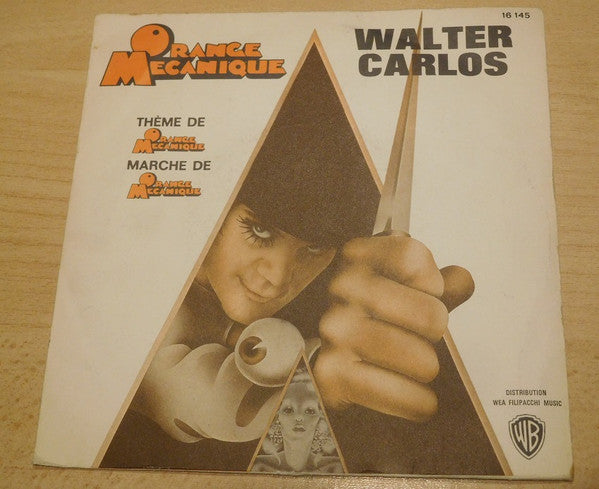 16 145
ORANGE
MECANIQUE
WALTER
CARLOS
THÈME DE
ORANGE
MECANIQUE
MARCHE DE
ORANGE
MECANIQUE
DISTRIBUTION
WEA FILIPACCHI MUSIC
WB